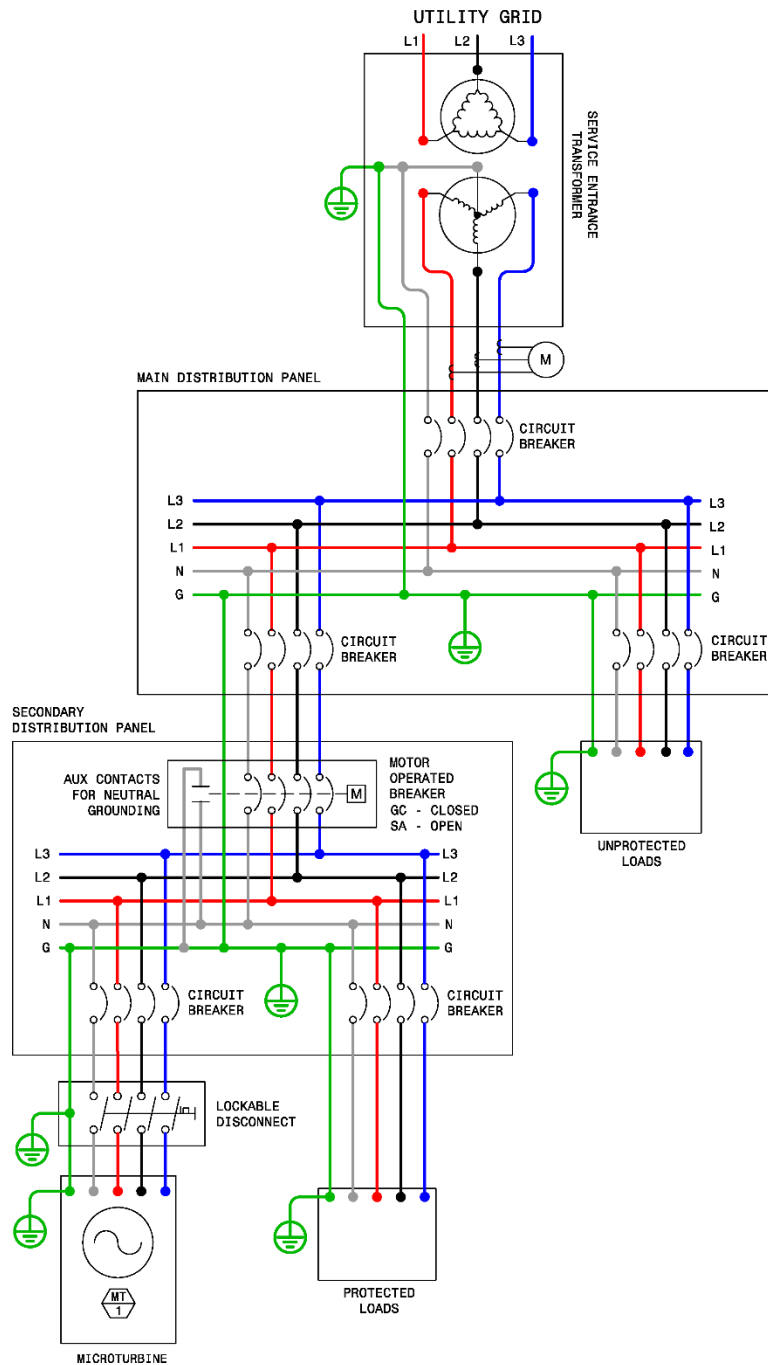 UTILITY GRID
L1 L2 L3
SERVICE ENTRANCE
TRANSFORMER
M
MAIN DISTRIBUTION PANEL
CIRCUIT
BREAKER
L3 L3
L2 L2
L1 L1
N N
G G
CIRCUIT
BREAKER
CIRCUIT
BREAKER
SECONDARY
DISTRIBUTION PANEL
AUX CONTACTS
FOR NEUTRAL
GROUNDING
M
MOTOR
OPERATED
BREAKER
GC - CLOSED
SA - OPEN
UNPROTECTED
LOADS
L3 L3
L2 L2
L1 L1
N N
G G
CIRCUIT
BREAKER
CIRCUIT
BREAKER
LOCKABLE
DISCONNECT
MT
1
MICROTURBINE
PROTECTED
LOADS